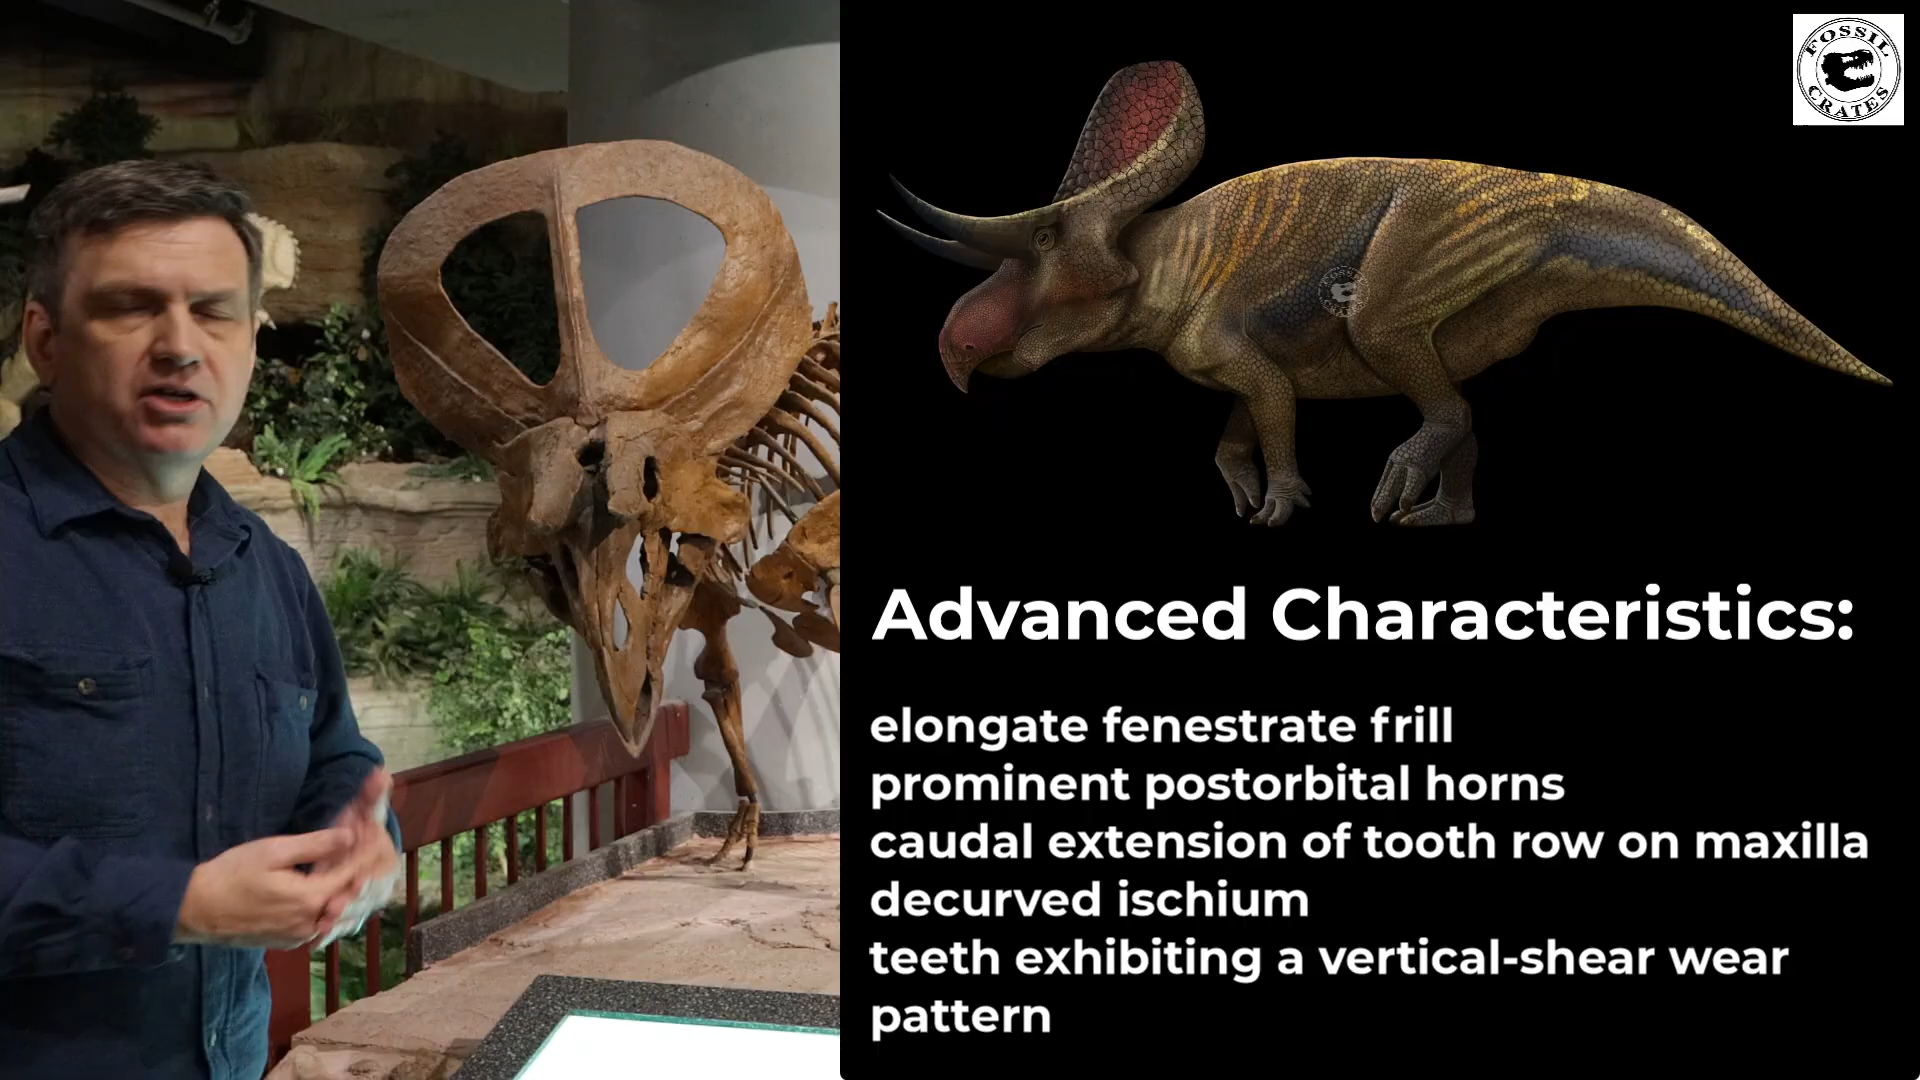 FOSSIL
CRATES
Advanced Characteristics:
elongate fenestrate frill
prominent postorbital horns
caudal extension of tooth row on maxilla
decurved ischium
teeth exhibiting a vertical-shear wear
pattern